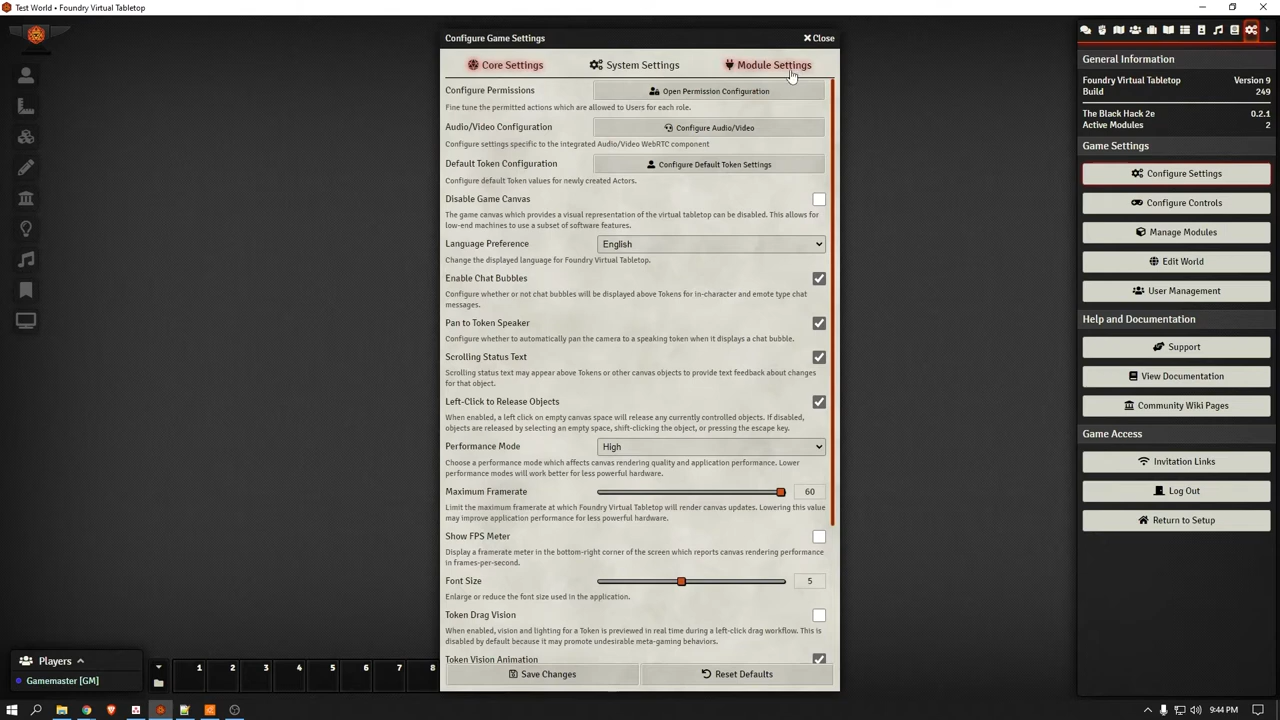 Test World • Foundry Virtual Tabletop
Configure Game Settings
Close
Core Settings
System Settings
Module Settings
Configure Permissions
Open Permission Configuration
Fine tune the permitted actions which are allowed to Users for each role.
Audio/Video Configuration
Configure Audio/Video
Configure settings specific to the integrated Audio/Video WebRTC component
Default Token Configuration
Configure Default Token Settings
Configure default Token values for newly created Actors.
Disable Game Canvas
The game canvas which provides a visual representation of the virtual tabletop can be disabled. This allows for
low-end machines to use a subset of software features.
Language Preference
English
Change the displayed language for Foundry Virtual Tabletop.
Enable Chat Bubbles
Configure whether or not chat bubbles will be displayed above Tokens for in-character and emote type chat
messages.
Pan to Token Speaker
Configure whether to automatically pan the camera to a speaking token when it displays a chat bubble.
Scrolling Status Text
Scrolling status text may appear above Tokens or other canvas objects to provide text feedback about changes
for that object.
Left-Click to Release Objects
When enabled, a left click on empty canvas space will release any currently controlled objects. If disabled,
objects are released by selecting an empty space, shift-clicking the object, or pressing the escape key.
Performance Mode
High
Choose a performance mode which affects canvas rendering quality and application performance. Lower
performance modes will work better for less powerful hardware.
Maximum Framerate
60
Limit the maximum framerate at which Foundry Virtual Tabletop will render canvas updates. Lowering this value
may improve application performance for less powerful hardware.
Show FPS Meter
Display a framerate meter in the bottom-right corner of the screen which reports canvas rendering performance
in frames-per-second.
Font Size
5
Enlarge or reduce the font size used in the application.
Token Drag Vision
When enabled, vision and lighting for a Token is previewed in real time during a left-click drag workflow. This is
disabled by default because it may promote undesirable meta-gaming behaviors.
Token Vision Animation
Save Changes
Reset Defaults
General Information
Foundry Virtual Tabletop Version 9
Build 249
The Black Hack 2e 0.2.1
Active Modules 2
Game Settings
Configure Settings
Configure Controls
Manage Modules
Edit World
User Management
Help and Documentation
Support
View Documentation
Community Wiki Pages
Game Access
Invitation Links
Log Out
Return to Setup
Players
Gamemaster [GM]
1 2 3 4 5 6 7 8
9:44 PM